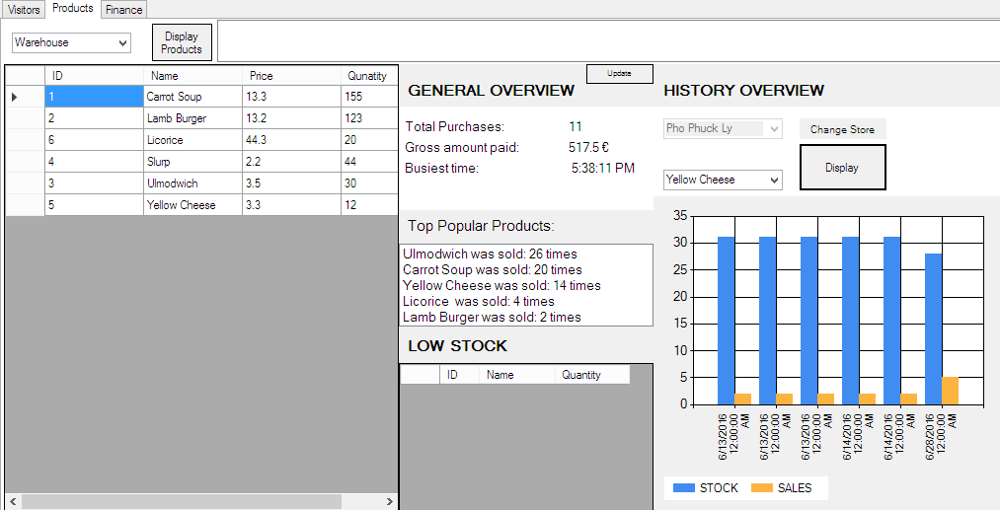 Visitors Products Finance
Warehouse
Display
Products
ID Name Price Qunatity
1 Carrot Soup 13.3 155
2 Lamb Burger 13.2 123
6 Licorice 44.3 20
4 Slurp 2.2 44
3 Ulmodwich 3.5 30
5 Yellow Cheese 3.3 12
Update
GENERAL OVERVIEW
Total Purchases: 11
Gross amount paid: 517.5 €
Busiest time: 5:38:11 PM
Top Popular Products:
Ulmodwich was sold: 26 times
Carrot Soup was sold: 20 times
Yellow Cheese was sold: 14 times
Licorice was sold: 4 times
Lamb Burger was sold: 2 times
LOW STOCK
ID Name Quantity
HISTORY OVERVIEW
Pho Phuck Ly
Change Store
Display
Yellow Cheese
35
30
25
20
15
10
5
0
6/13/2016
12:00:00
AM
6/13/2016
12:00:00
AM
6/13/2016
12:00:00
AM
6/14/2016
12:00:00
AM
6/14/2016
12:00:00
AM
6/28/2016
12:00:00
AM
STOCK SALES